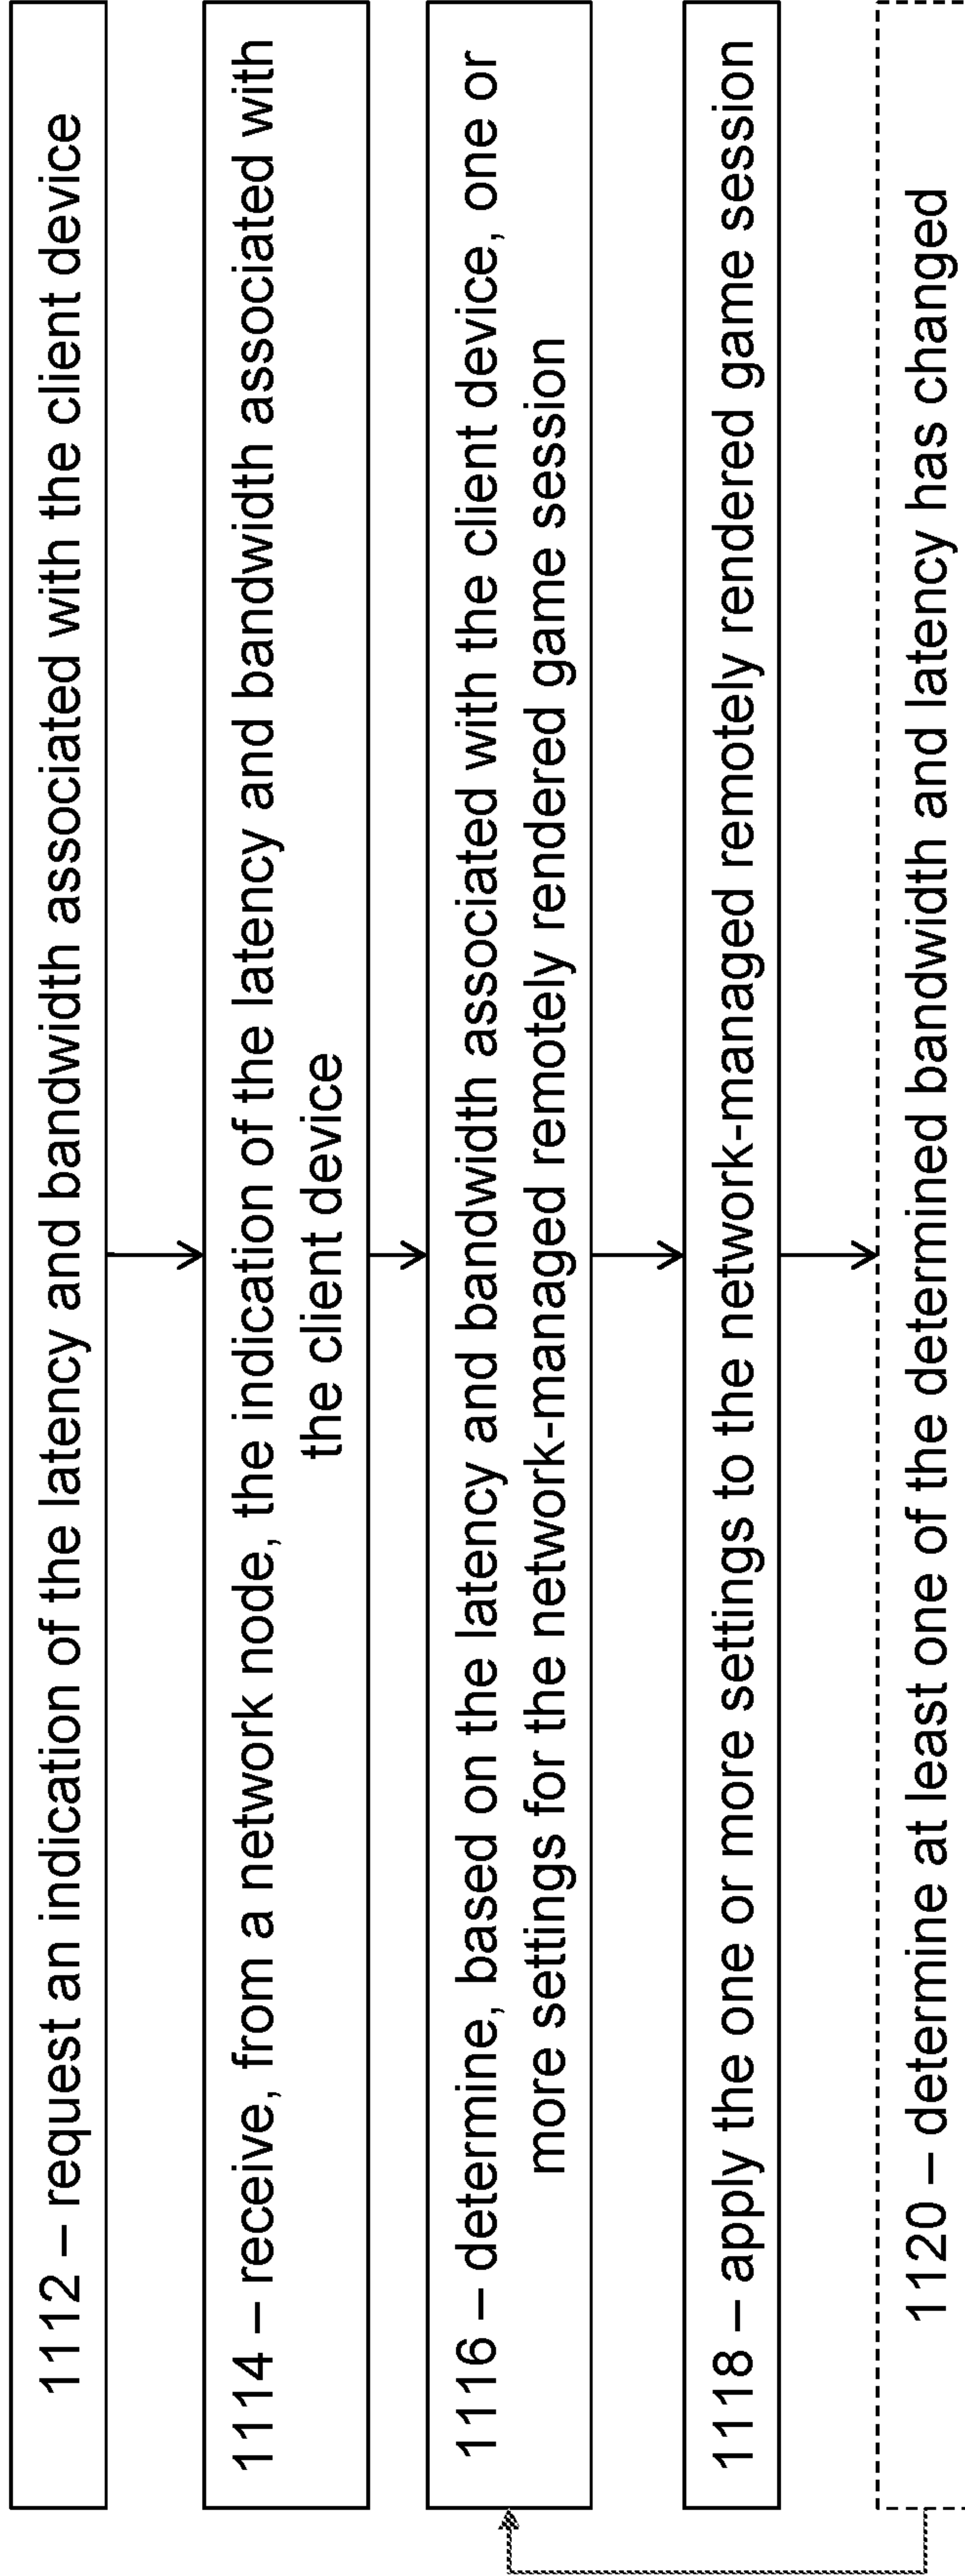 1112 – request an indication of the latency and bandwidth associated with the client device
1114 – receive, from a network node, the indication of the latency and bandwidth associated with
the client device
1116 – determine, based on the latency and bandwidth associated with the client device, one or
more settings for the network-managed remotely rendered game session
1118 – apply the one or more settings to the network-managed remotely rendered game session
1120 – determine at least one of the determined bandwidth and latency has changed